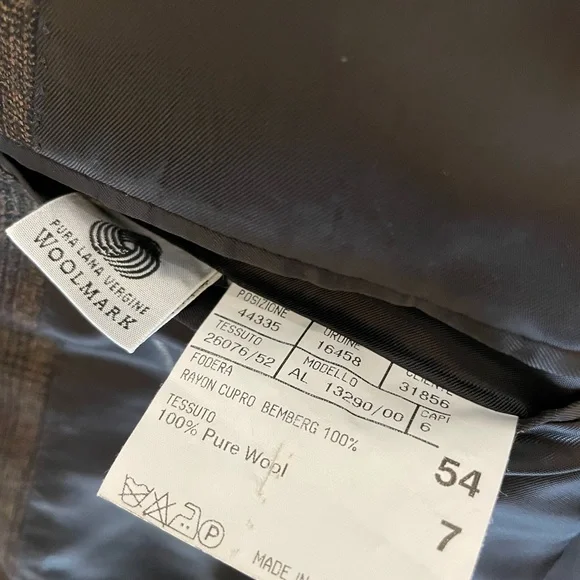 PURA LANA VERGINE
WOOLMARK
POSIZIONE
44335
ORDINE
16458
CLIENTE
31856
TESSUTO
26076/52
MODELLO
AL 13290/00
CAPI
6
FODERA
RAYON CUPRO BEMBERG 100%
TESSUTO
100% Pure Wool
54
7
P
MADE IN